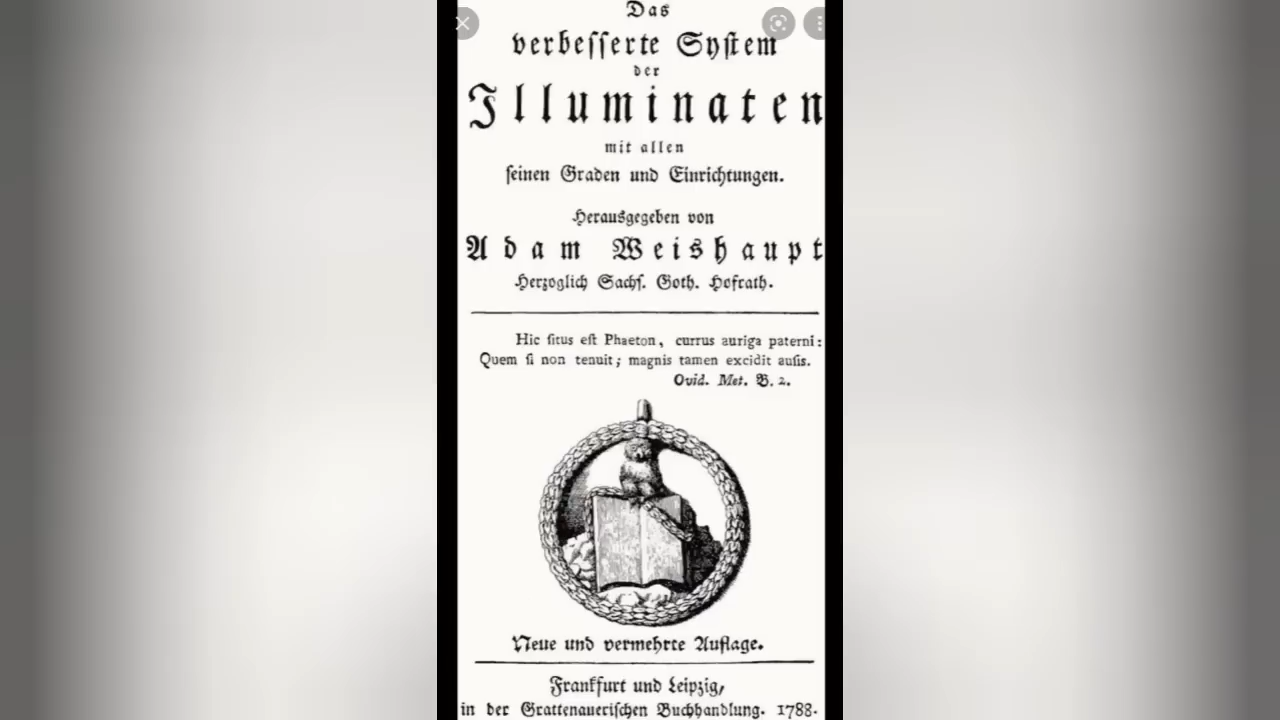 Das
verbesserte System
der
Illuminaten
mit allen
seinen Graden und Einrichtungen.
Herausgegeben von
Adam Weishaupt
Herzoglich Sachs. Goth. Hofrath.
Hic situs est Phaeton, currus auriga paterni:
Quem si non tenuit; magnis tamen excidit ausis.
Ovid. Met. B. 2.
Neue und vermehrte Auflage.
Frankfurt und Leipzig,
in der Grattenauerischen Buchhandlung. 1788.